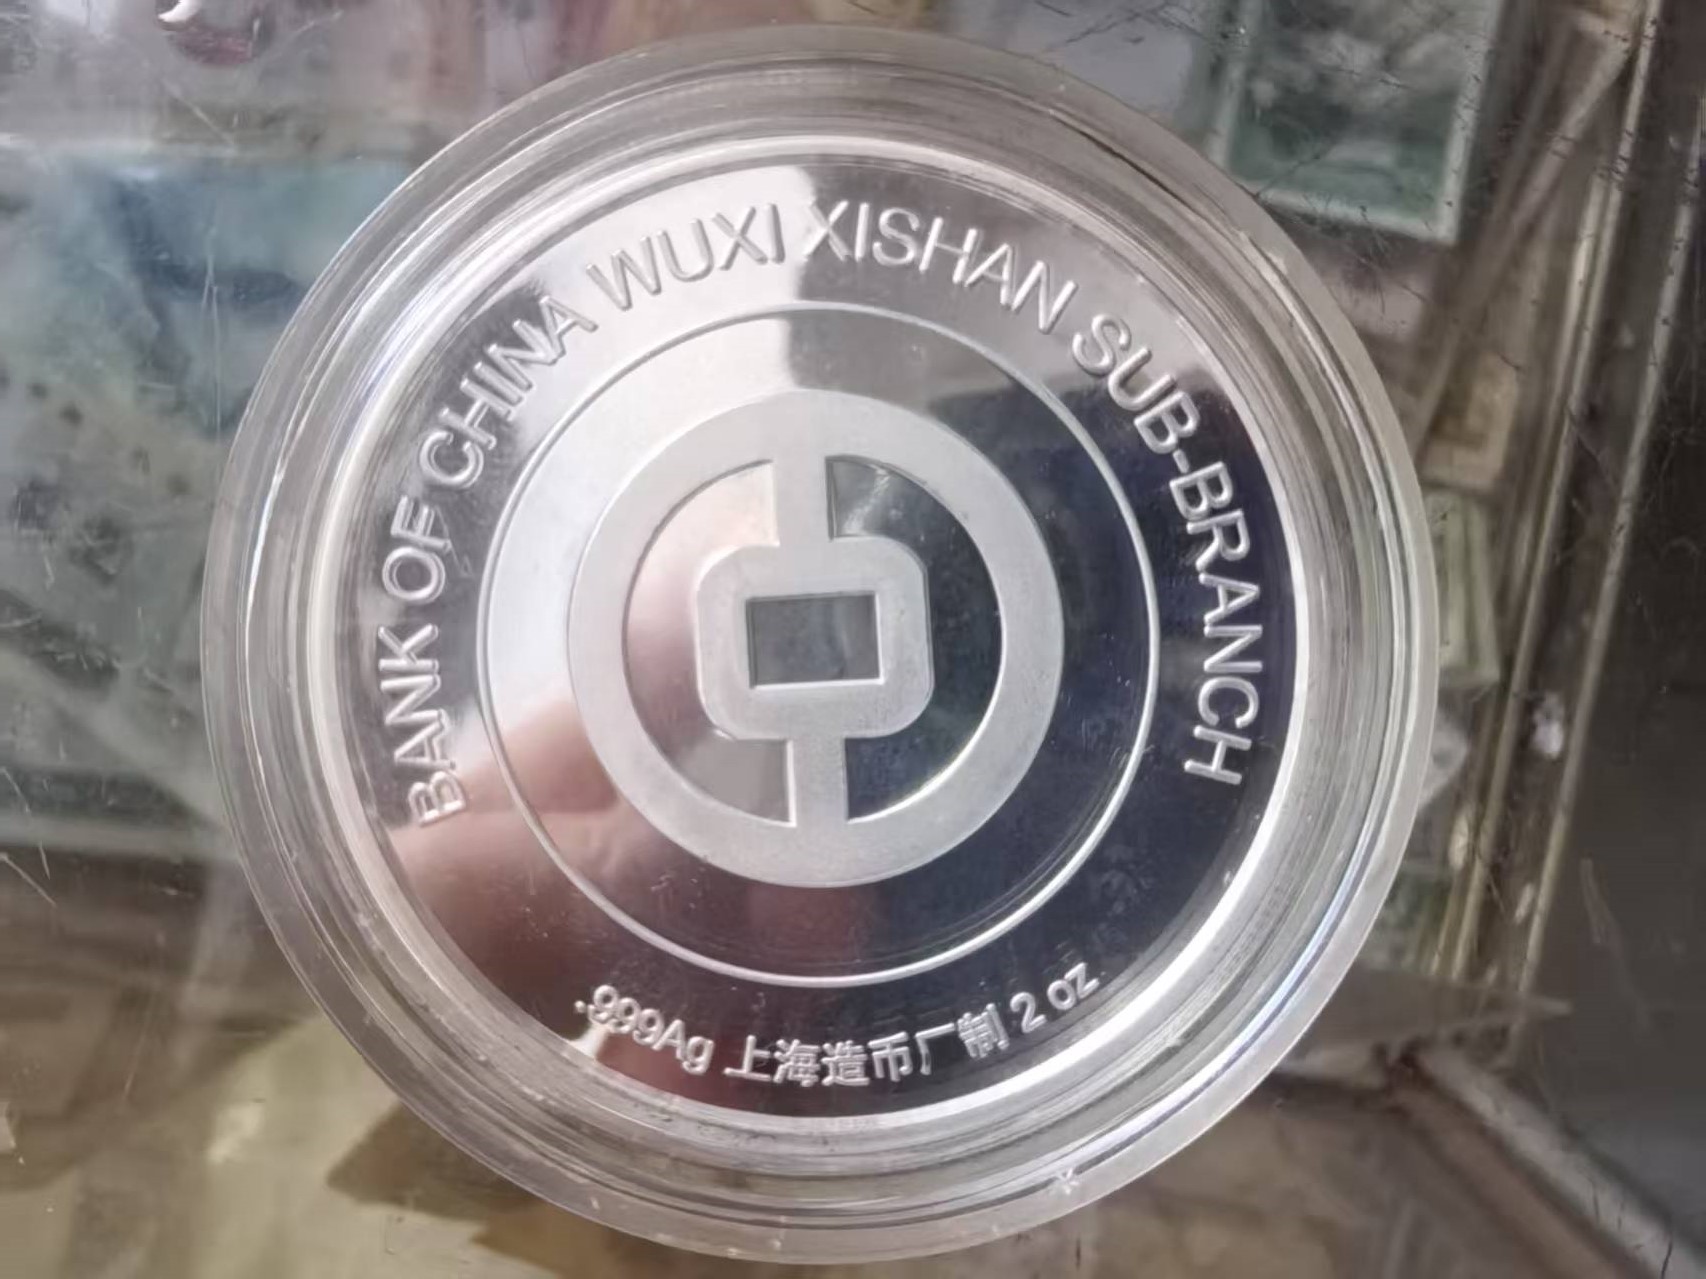 BANK OF CHINA WUXI XISHAN SUB-BRANCH
.999Ag 上海造币厂制 2 oz